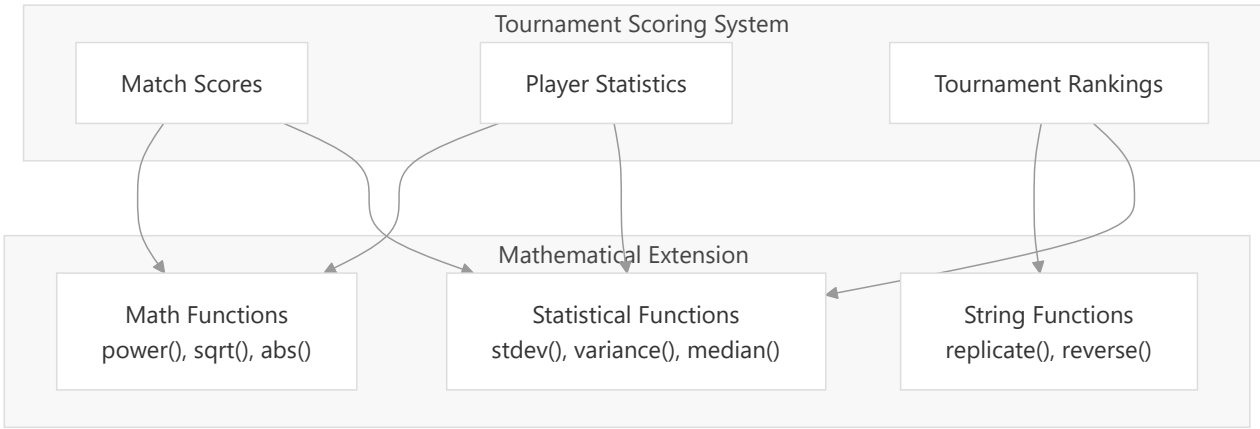 Tournament Scoring System
Match Scores
Player Statistics
Tournament Rankings
Mathematical Extension
Math Functions
power(), sqrt(), abs()
Statistical Functions
stdev(), variance(), median()
String Functions
replicate(), reverse()